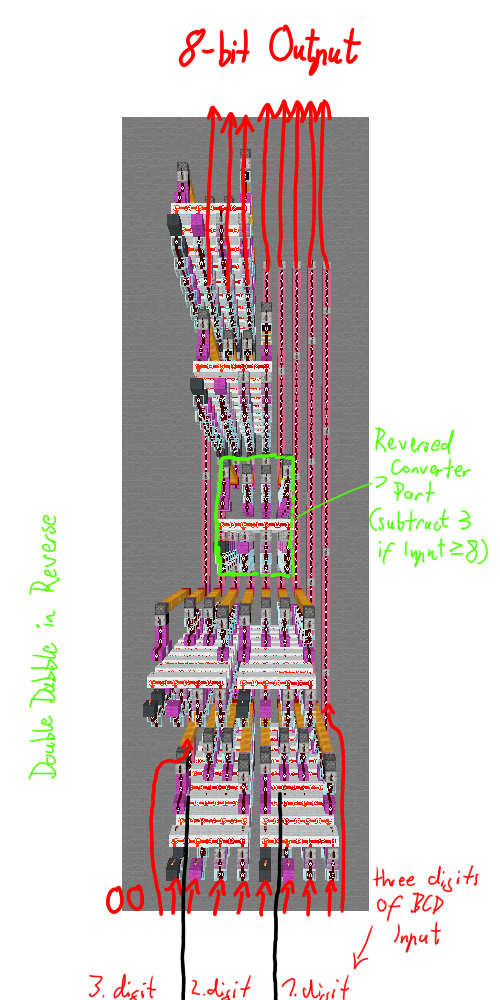 8-bit Output
Reversed
Converter
Part
(subtract 3
if Input ≥ 8)
Double Dabble in Reverse
00
three digits
of BCD
Input
3. digit 2. digit 1. digit